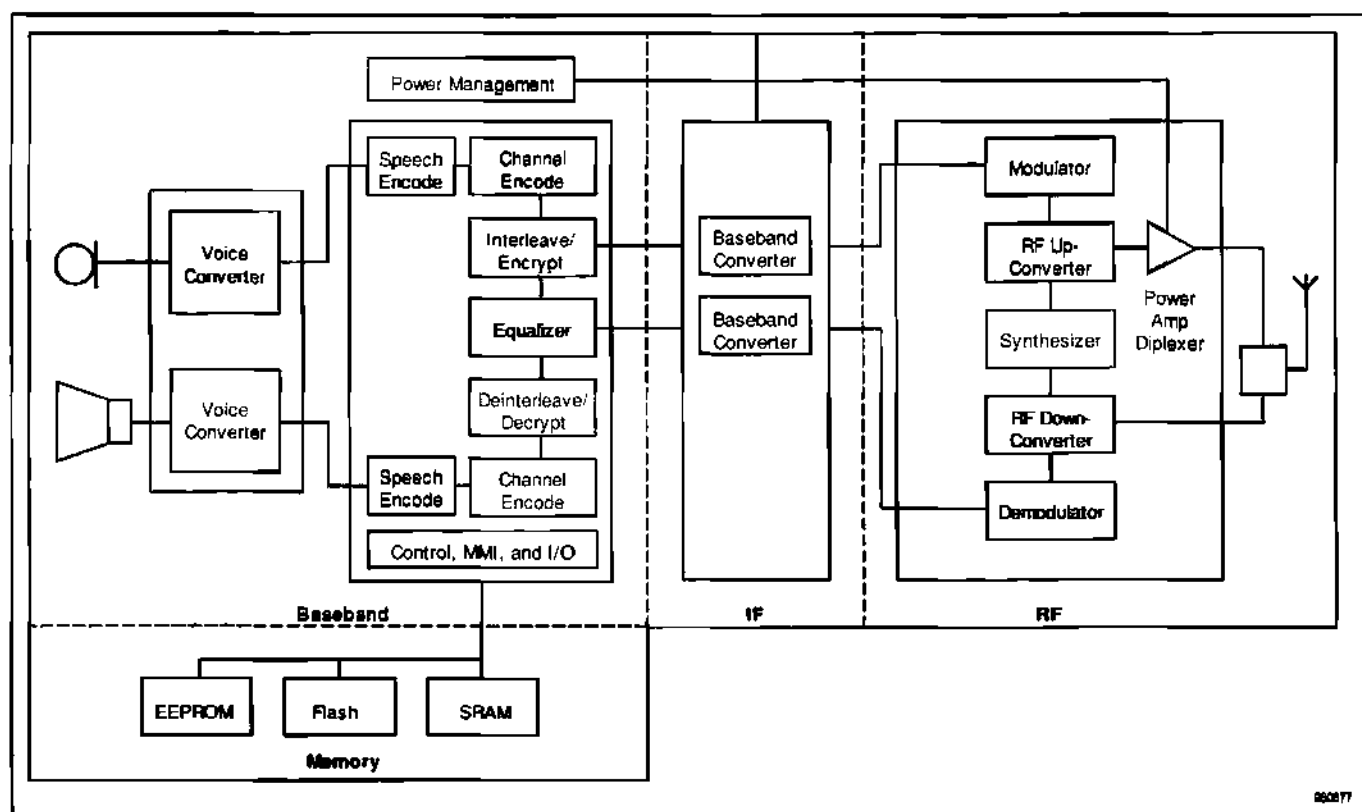 Power Management
Speech
Encode
Channel
Encode
Voice
Converter
Interleave/
Encrypt
Equalizer
Deinterleave/
Decrypt
Voice
Converter
Speech
Encode
Channel
Encode
Control, MMI, and I/O
Baseband
Baseband
Converter
Baseband
Converter
IF
Modulator
RF Up-
Converter
Synthesizer
RF Down-
Converter
Demodulator
Power
Amp
Diplexer
RF
EEPROM
Flash
SRAM
Memory